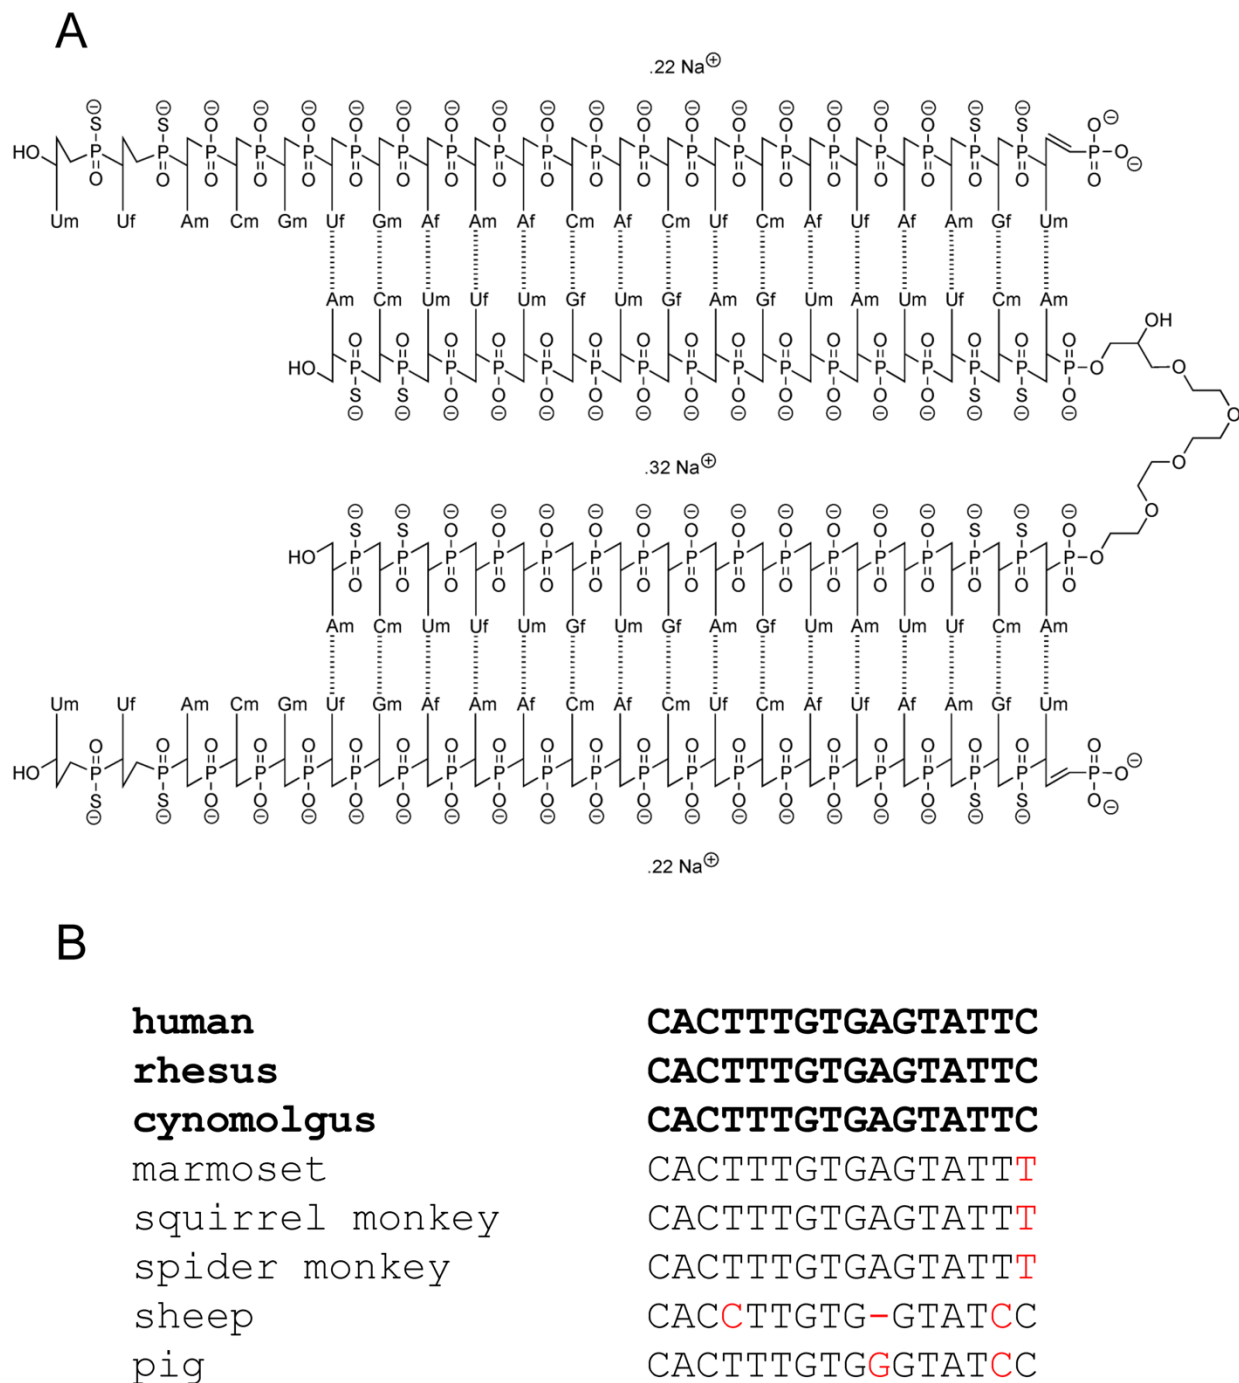 A
.22 Na⊕
⊖ ⊖ ⊖ ⊖ ⊖ ⊖ ⊖ ⊖ ⊖ ⊖ ⊖ ⊖ ⊖ ⊖ ⊖ ⊖ ⊖ ⊖ ⊖ ⊖
S S O O O O O O O O O O O O O O O O S S O⊖
HO P P P P P P P P P P P P P P P P P P P P P O⊖
O O O O O O O O O O O O O O O O O O O O O
Um Uf Am Cm Gm Uf Gm Af Am Af Cm Af Cm Uf Cm Af Uf Af Am Gf Um
Am Cm Um Uf Um Gf Um Gf Am Gf Um Am Um Uf Cm Am
OH
O O O O O O O O O O O O O O O O
HO P P P P P P P P P P P P P P P P O O
S S O O O O O O O O O O O S S O
⊖ ⊖ ⊖ ⊖ ⊖ ⊖ ⊖ ⊖ ⊖ ⊖ ⊖ ⊖ ⊖ ⊖ ⊖ ⊖
O
.32 Na⊕
O
O
⊖ ⊖ ⊖ ⊖ ⊖ ⊖ ⊖ ⊖ ⊖ ⊖ ⊖ ⊖ ⊖ ⊖ ⊖ ⊖
S S O O O O O O O O O O O S S O
HO P P P P P P P P P P P P P P P P O
O O O O O O O O O O O O O O O O
Am Cm Um Uf Um Gf Um Gf Am Gf Um Am Um Uf Cm Am
Um Uf Am Cm Gm Uf Gm Af Am Af Cm Af Cm Uf Cm Af Uf Af Am Gf Um
O O O O O O O O O O O O O O O O O O O O O
HO P P P P P P P P P P P P P P P P P P P P P O⊖
S S O O O O O O O O O O O O O O O O S S O⊖
⊖ ⊖ ⊖ ⊖ ⊖ ⊖ ⊖ ⊖ ⊖ ⊖ ⊖ ⊖ ⊖ ⊖ ⊖ ⊖ ⊖ ⊖ ⊖ ⊖
.22 Na⊕
B
human CACTTTGTGAGTATTC
rhesus CACTTTGTGAGTATTC
cynomolgus CACTTTGTGAGTATTC
marmoset CACTTTGTGAGTATTT
squirrel monkey CACTTTGTGAGTATTT
spider monkey CACTTTGTGAGTATTT
sheep CACCTTGTG-GTATCC
pig CACTTTGTGGGTATCC